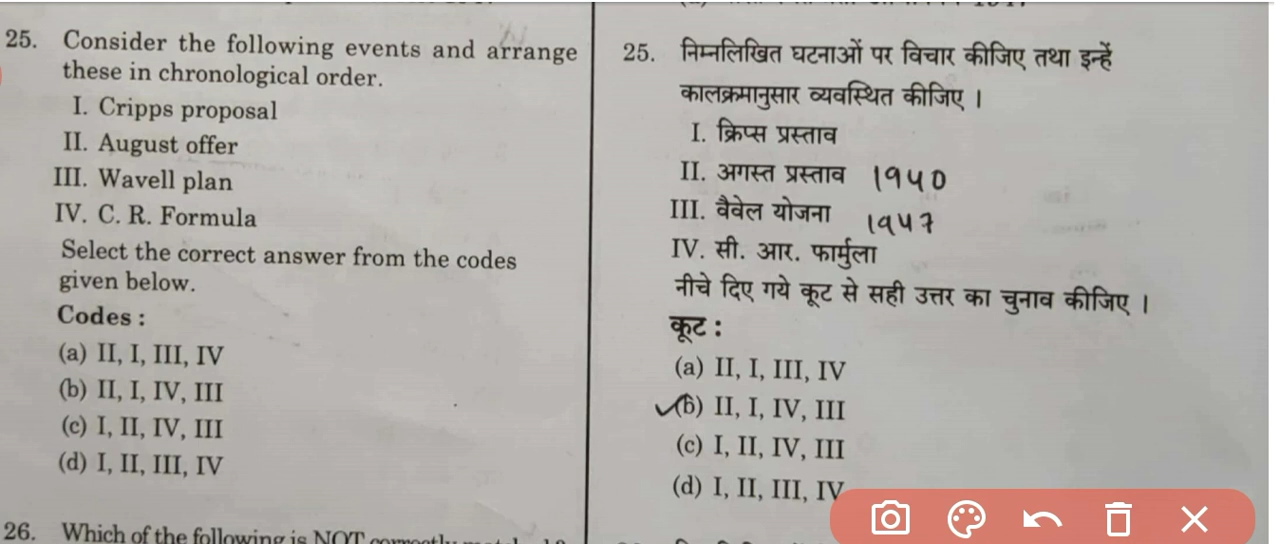 25. Consider the following events and arrange
these in chronological order.
I. Cripps proposal
II. August offer
III. Wavell plan
IV. C. R. Formula
Select the correct answer from the codes
given below.
Codes :
(a) II, I, III, IV
(b) II, I, IV, III
(c) I, II, IV, III
(d) I, II, III, IV
26. Which of the following is NOT
25. निम्नलिखित घटनाओं पर विचार कीजिए तथा इन्हें
कालक्रमानुसार व्यवस्थित कीजिए ।
I. क्रिप्स प्रस्ताव
II. अगस्त प्रस्ताव 1940
III. वैवेल योजना 1947
IV. सी. आर. फार्मुला
नीचे दिए गये कूट से सही उत्तर का चुनाव कीजिए ।
कूट :
(a) II, I, III, IV
(b) II, I, IV, III
(c) I, II, IV, III
(d) I, II, III, IV